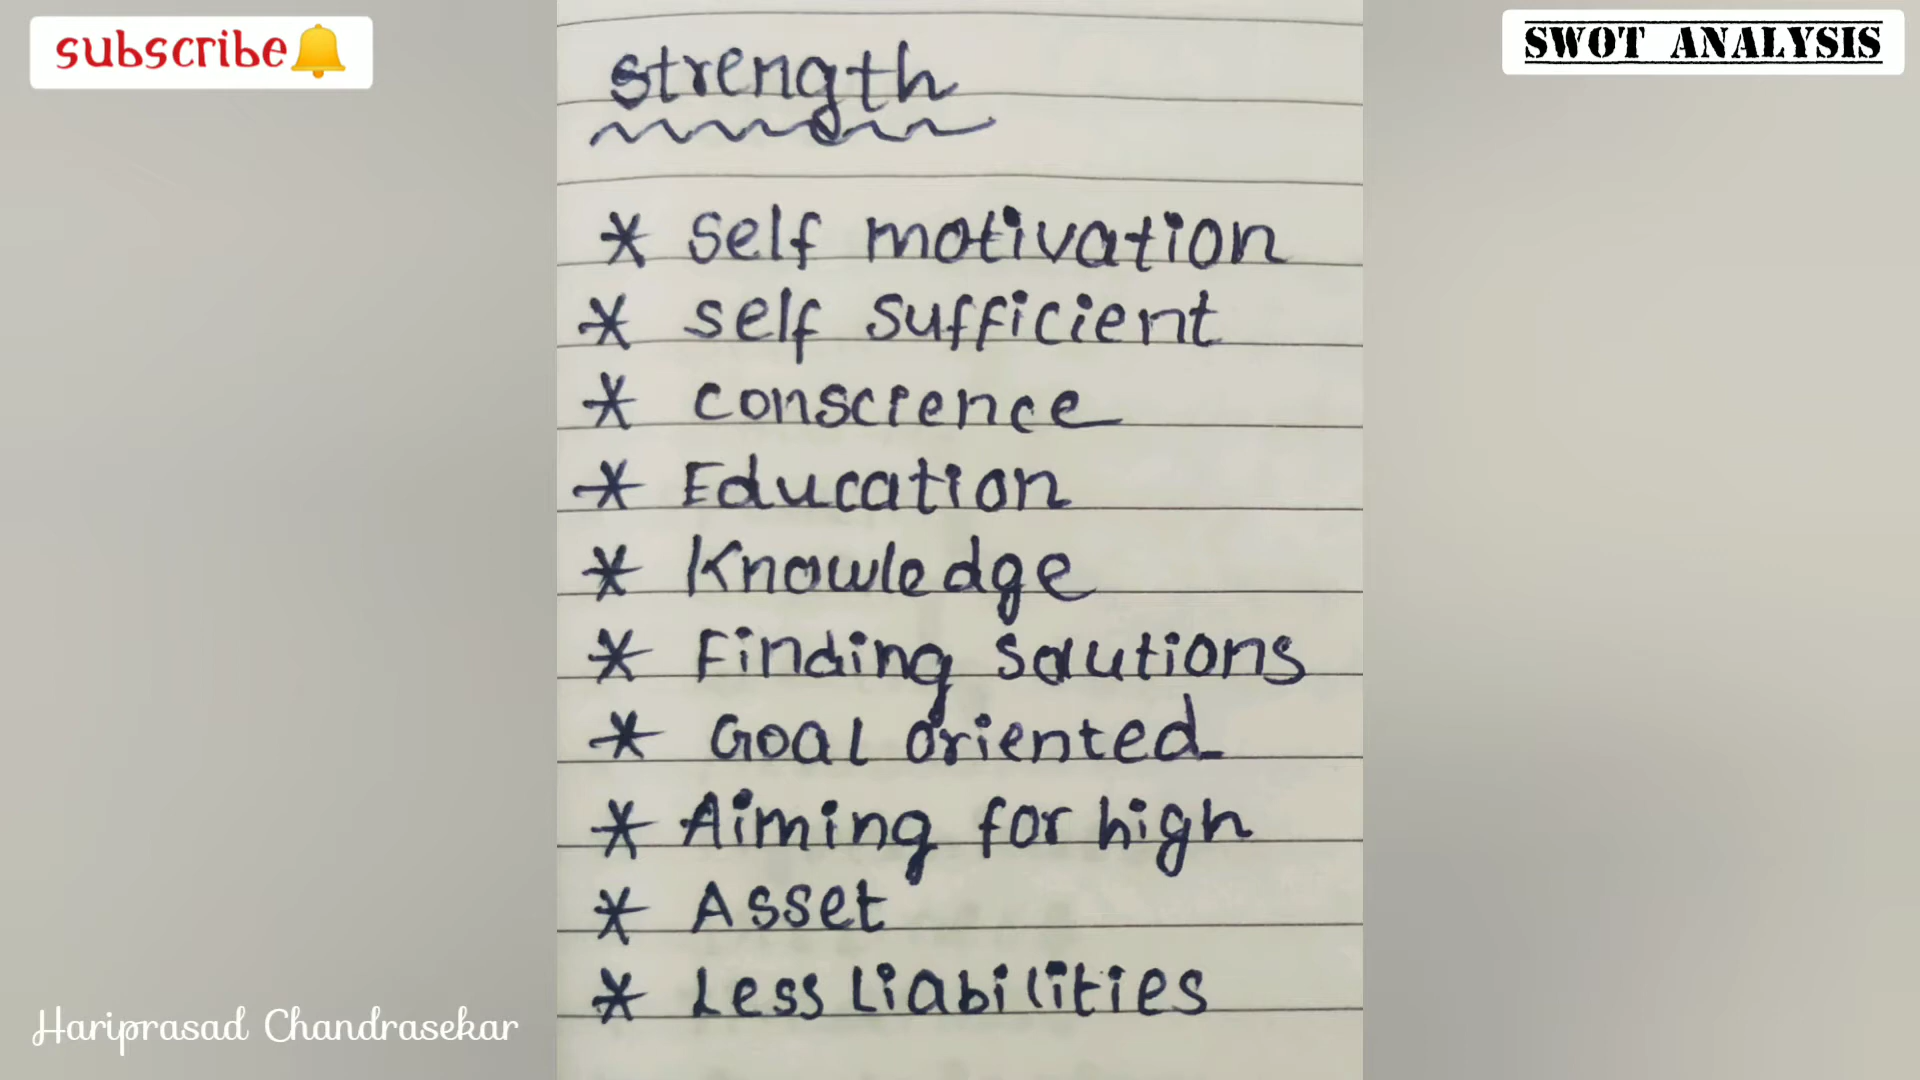 subscribe
SWOT ANALYSIS
strength
* Self motivation
* self sufficient
* conscience
* Education
* Knowledge
* Finding solutions
* Goal oriented
* Aiming for high
* Asset
* Less Liabilities
Hariprasad Chandrasekar